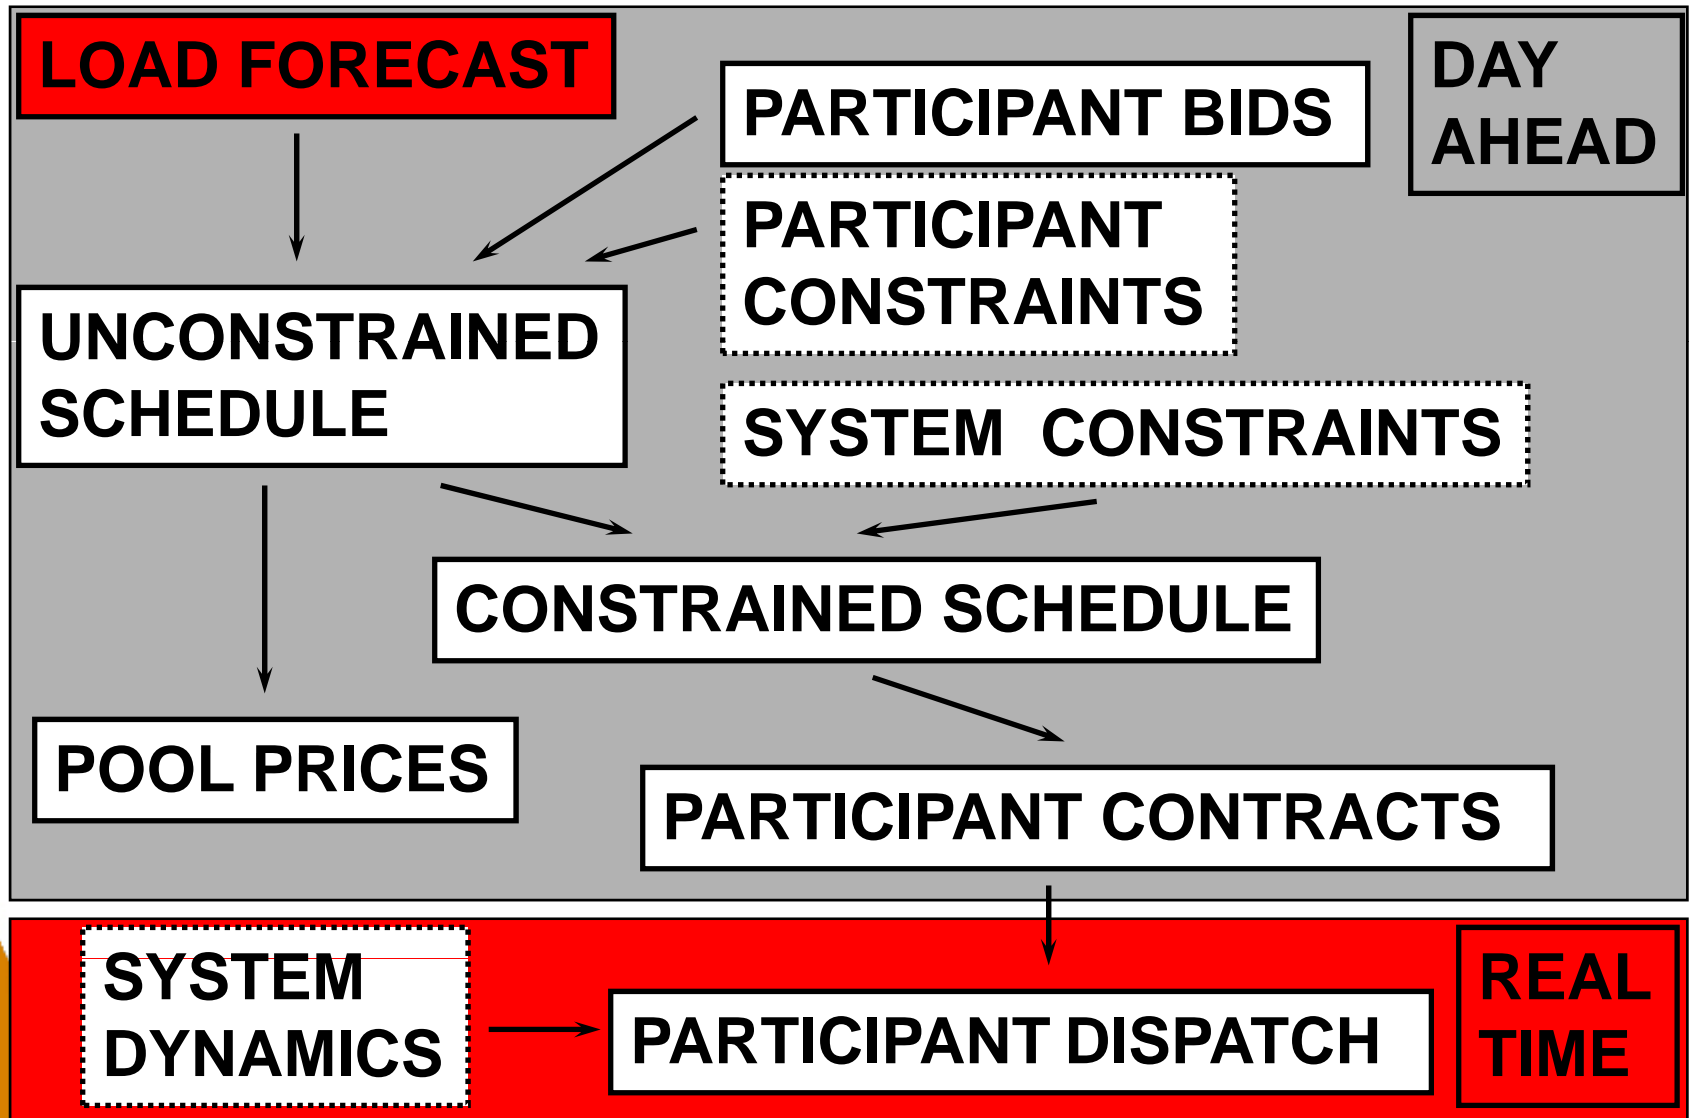 LOAD FORECAST
PARTICIPANT BIDS
DAY
AHEAD
PARTICIPANT
CONSTRAINTS
UNCONSTRAINED
SCHEDULE
SYSTEM CONSTRAINTS
CONSTRAINED SCHEDULE
POOL PRICES
PARTICIPANT CONTRACTS
SYSTEM
DYNAMICS
PARTICIPANT DISPATCH
REAL
TIME